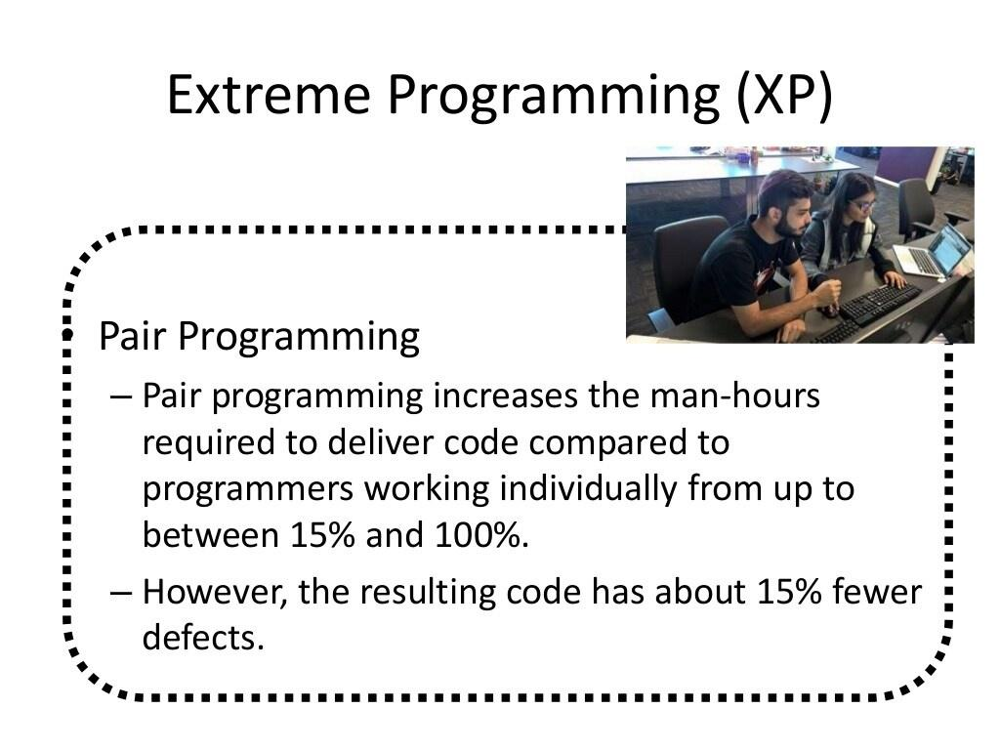 Extreme Programming (XP)
• Pair Programming
– Pair programming increases the man-hours
required to deliver code compared to
programmers working individually from up to
between 15% and 100%.
– However, the resulting code has about 15% fewer
defects.